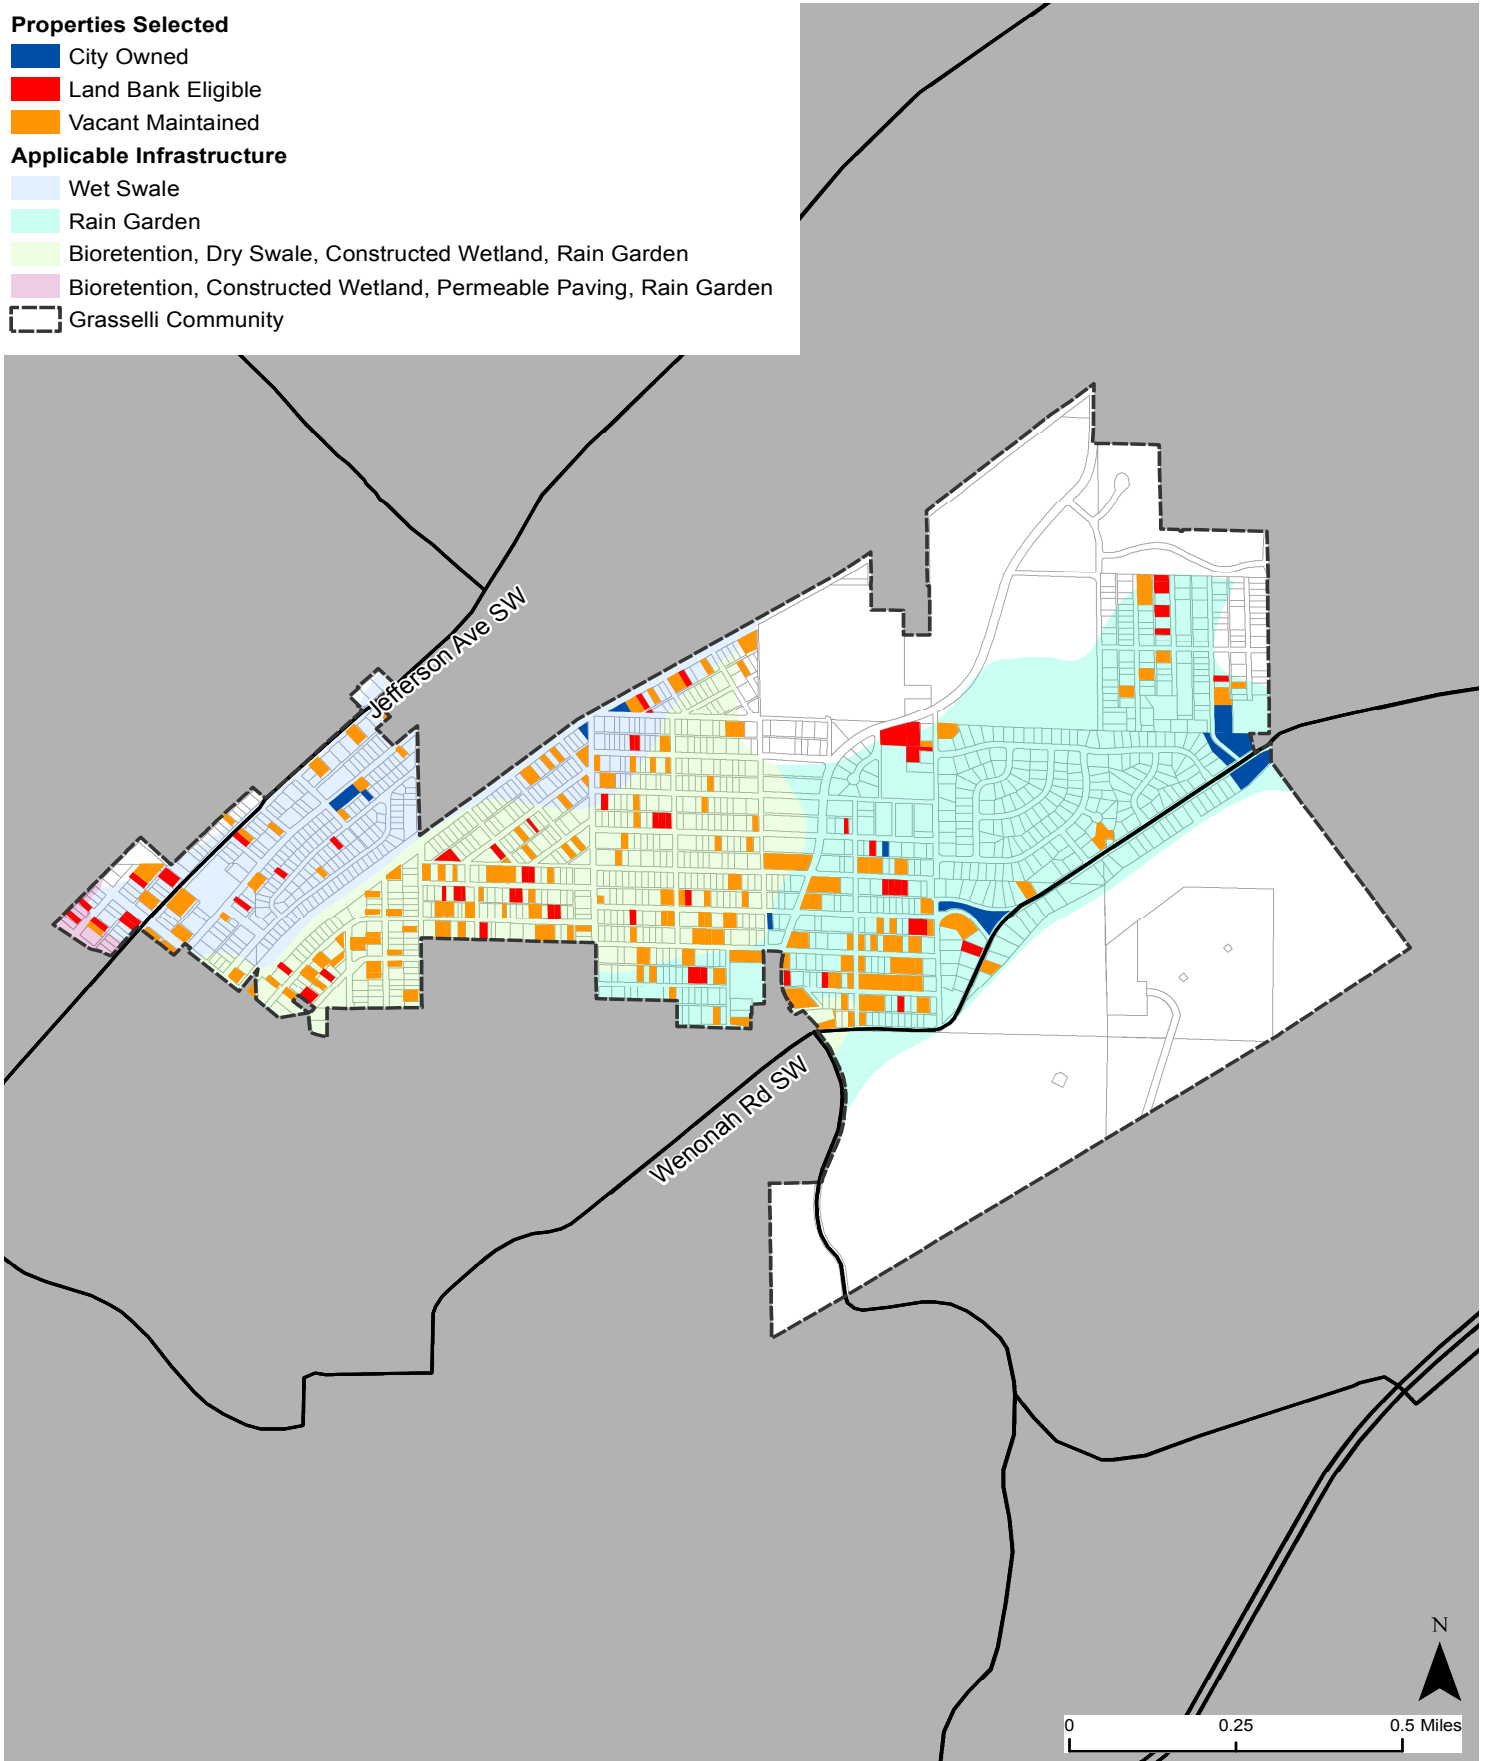 Properties Selected
City Owned
Land Bank Eligible
Vacant Maintained
Applicable Infrastructure
Wet Swale
Rain Garden
Bioretention, Dry Swale, Constructed Wetland, Rain Garden
Bioretention, Constructed Wetland, Permeable Paving, Rain Garden
Grasselli Community
Jefferson Ave SW
Wenonah Rd SW
N
0 0.25 0.5 Miles